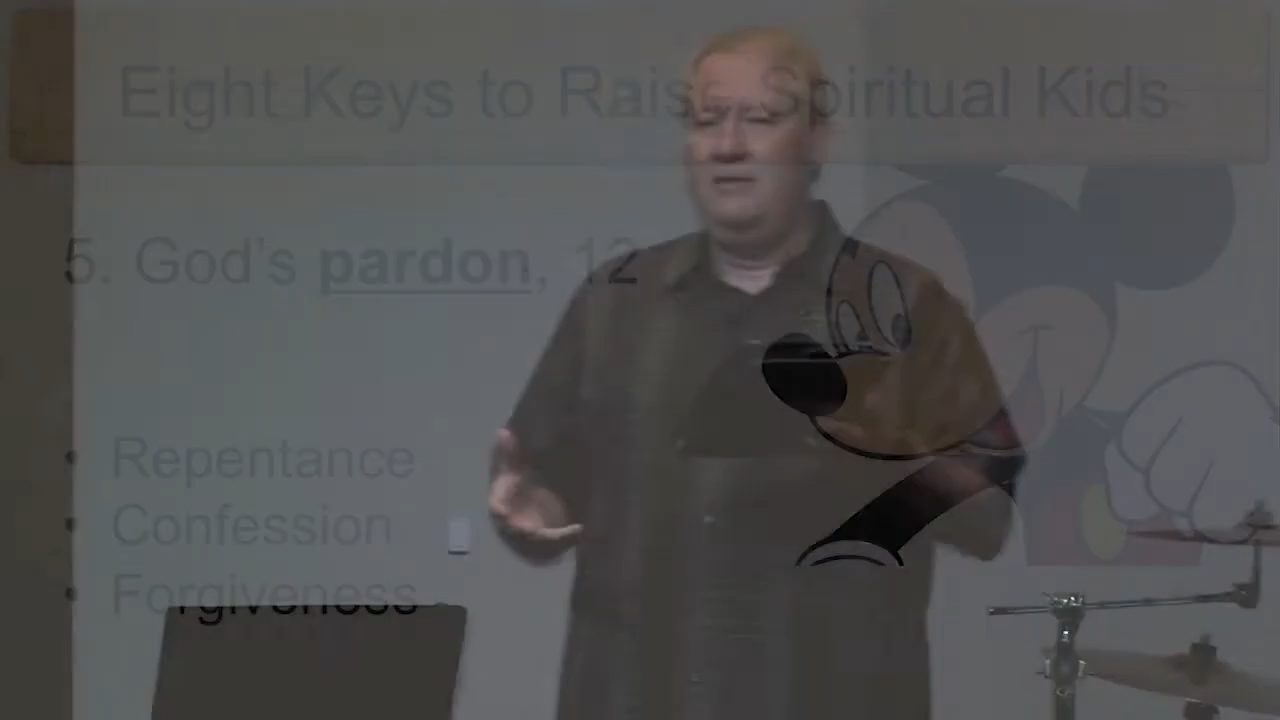 Eight Keys to Raise Spiritual Kids
5. God's pardon, 12
• Repentance
• Confession
• Forgiveness